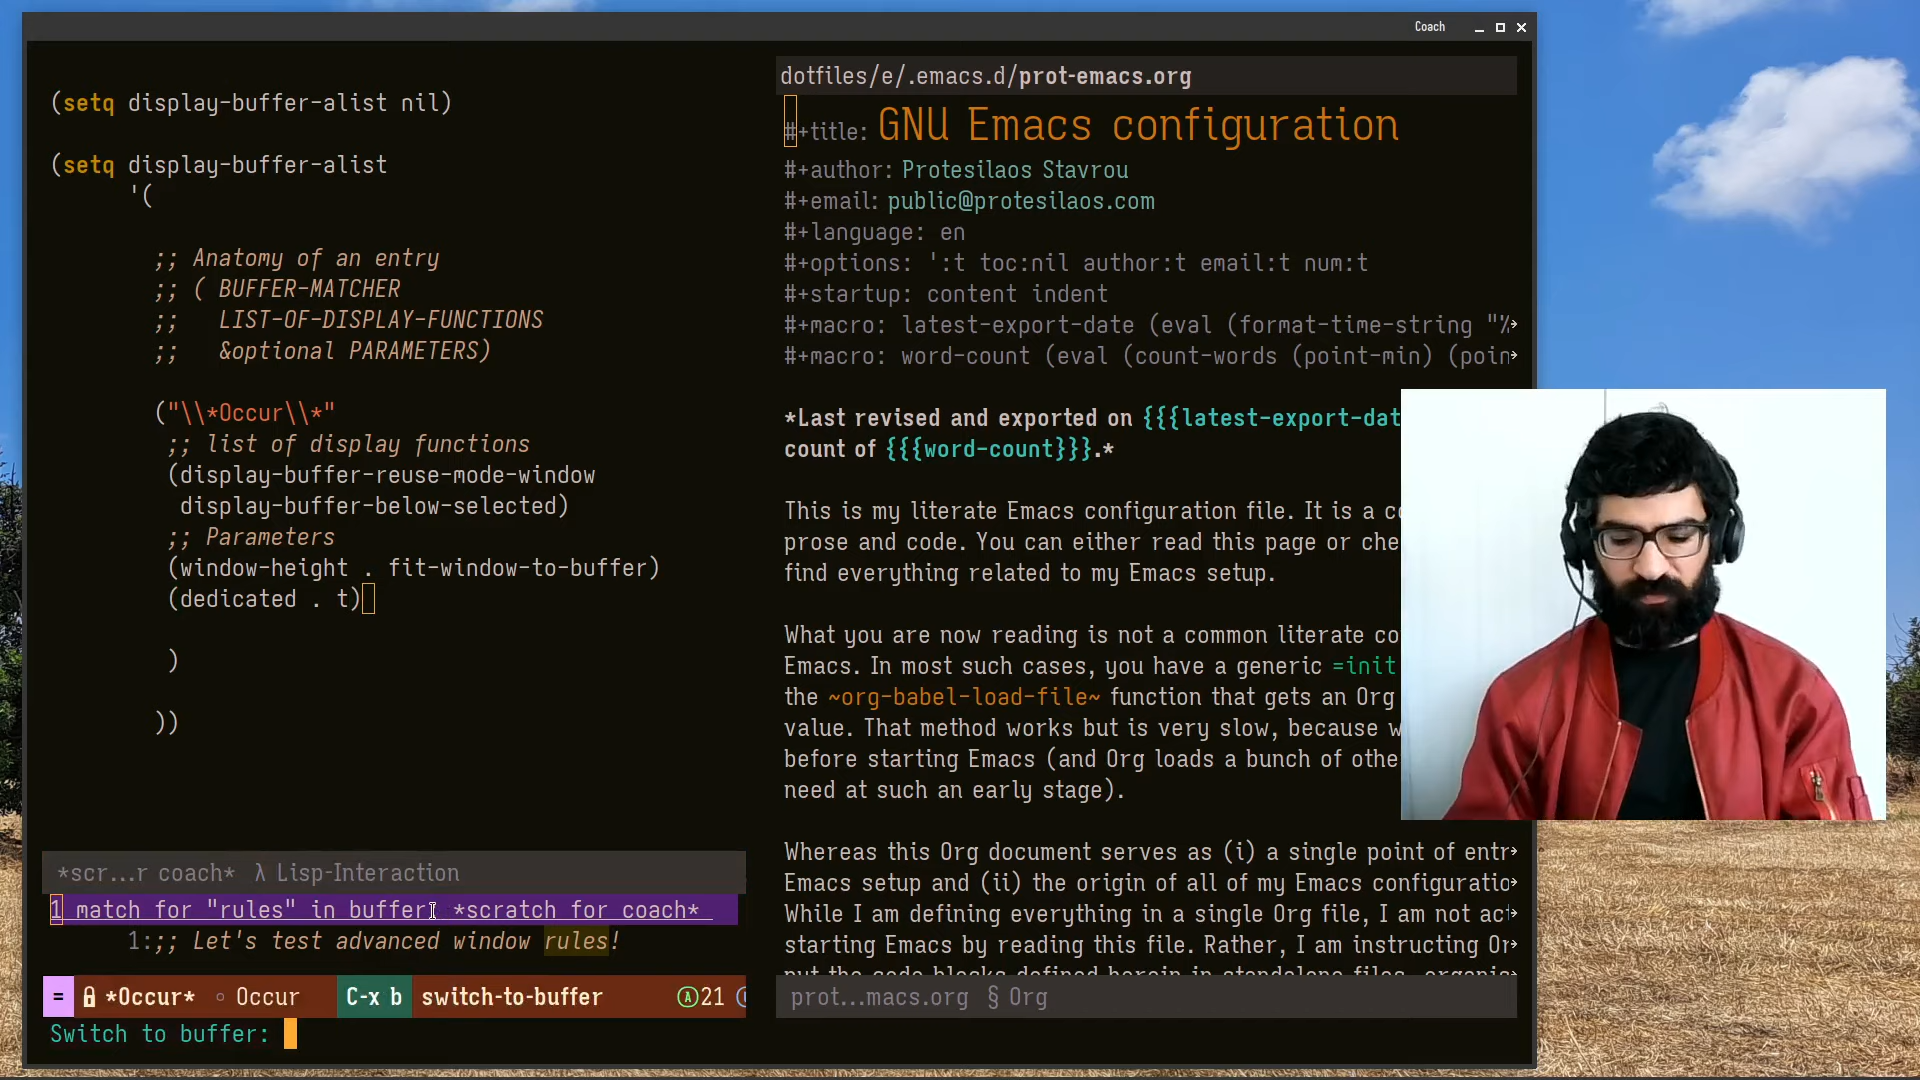 Coach
(setq display-buffer-alist nil)
(setq display-buffer-alist
'(
;; Anatomy of an entry
;; ( BUFFER-MATCHER
;; LIST-OF-DISPLAY-FUNCTIONS
;; &optional PARAMETERS)
("\\*Occur\\*"
;; list of display functions
(display-buffer-reuse-mode-window
display-buffer-below-selected)
;; Parameters
(window-height . fit-window-to-buffer)
(dedicated . t)
)
))
*scr...r coach* λ Lisp-Interaction
1 match for "rules" in buffer: *scratch for coach*
1:;; Let's test advanced window rules!
= *Occur* ◦ Occur C-x b switch-to-buffer Ⓐ21
Switch to buffer:
dotfiles/e/.emacs.d/prot-emacs.org
#+title: GNU Emacs configuration
#+author: Protesilaos Stavrou
#+email: public@protesilaos.com
#+language: en
#+options: ':t toc:nil author:t email:t num:t
#+startup: content indent
#+macro: latest-export-date (eval (format-time-string "%
#+macro: word-count (eval (count-words (point-min) (poin
*Last revised and exported on {{{latest-export-dat
count of {{{word-count}}}.*
This is my literate Emacs configuration file. It is a co
prose and code. You can either read this page or che
find everything related to my Emacs setup.
What you are now reading is not a common literate co
Emacs. In most such cases, you have a generic =init
the ~org-babel-load-file~ function that gets an Org
value. That method works but is very slow, because w
before starting Emacs (and Org loads a bunch of othe
need at such an early stage).
Whereas this Org document serves as (i) a single point of entr
Emacs setup and (ii) the origin of all of my Emacs configuratio
While I am defining everything in a single Org file, I am not act
starting Emacs by reading this file. Rather, I am instructing Or
put the code blocks defined herein in standalone files, organis
prot...macs.org § Org